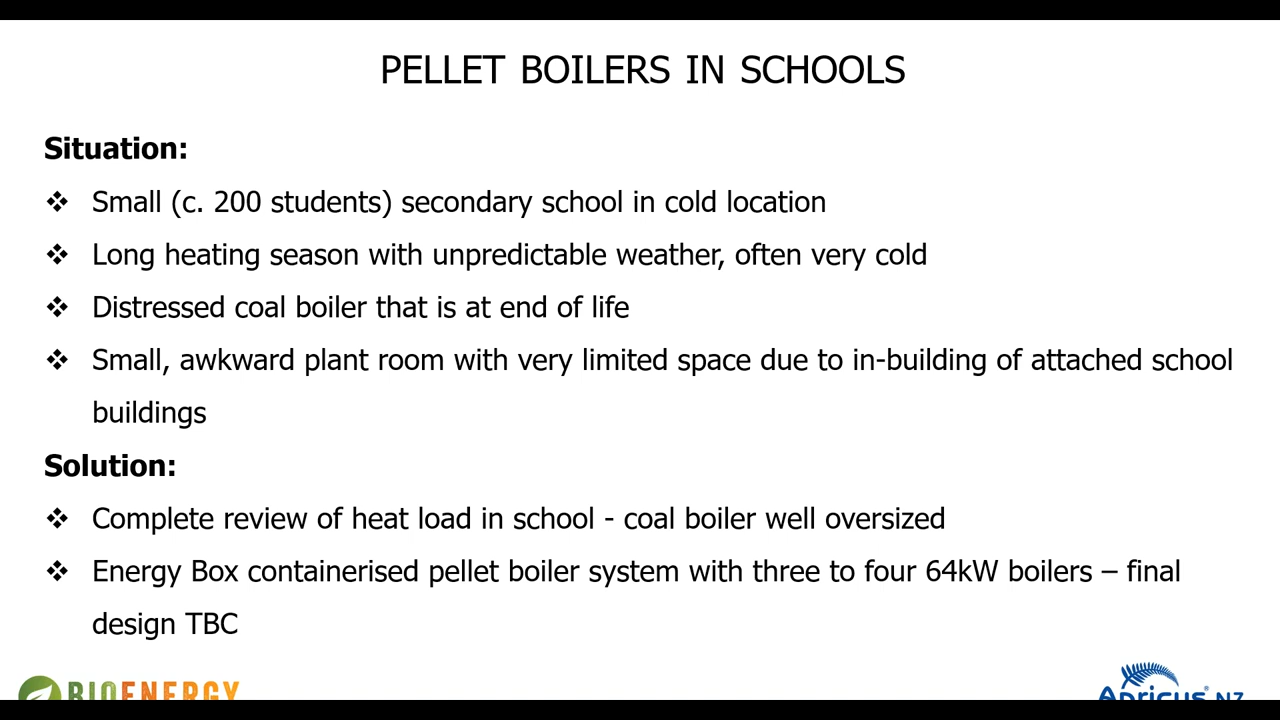 PELLET BOILERS IN SCHOOLS
Situation:
❖ Small (c. 200 students) secondary school in cold location
❖ Long heating season with unpredictable weather, often very cold
❖ Distressed coal boiler that is at end of life
❖ Small, awkward plant room with very limited space due to in-building of attached school
buildings
Solution:
❖ Complete review of heat load in school - coal boiler well oversized
❖ Energy Box containerised pellet boiler system with three to four 64kW boilers – final
design TBC
BIOENERGY
Apricus® NZ